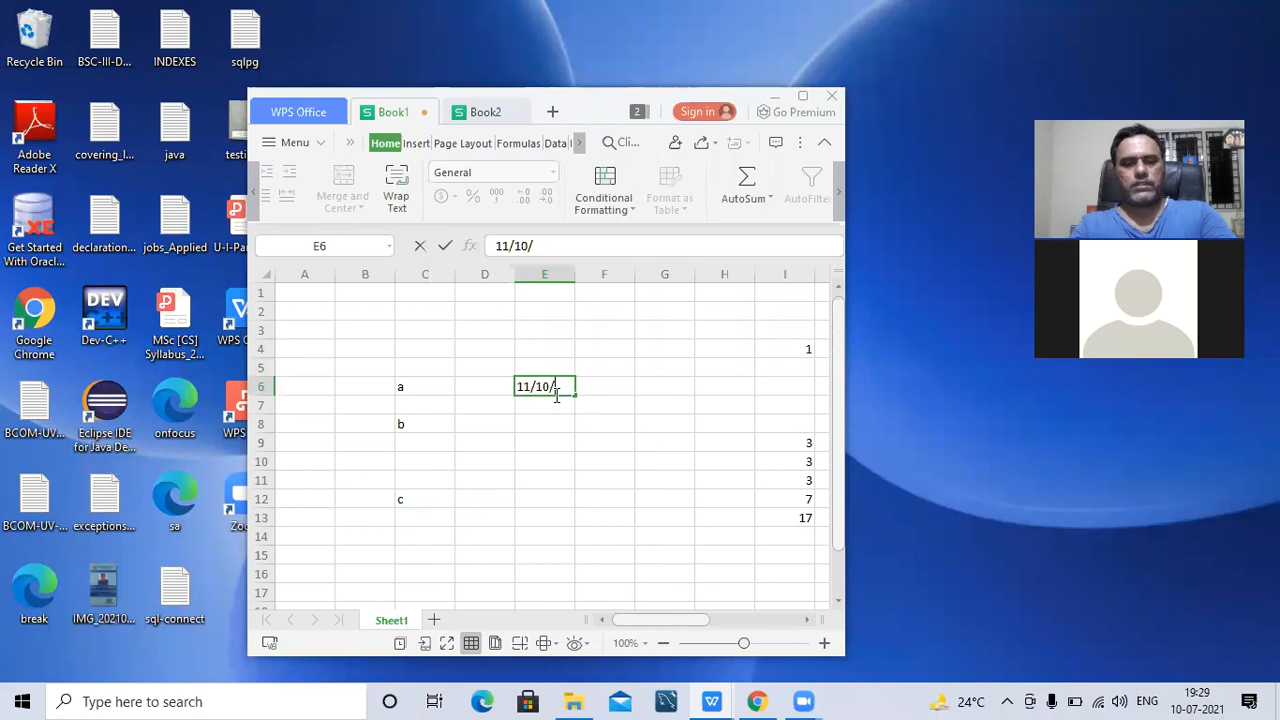 Recycle Bin
BSC-III-D...
INDEXES
sqlpg
Adobe
Reader X
covering_l...
java
testi
Get Started
With Oracl...
declaration...
jobs_Applied
U-I-Pa
Google
Chrome
Dev-C++
DEV
C++
MSc [CS]
Syllabus_2...
WPS O
BCOM-UV...
Eclipse IDE
for Java De...
onfocus
WPS
BCOM-UV-...
exceptions...
sa
Zoo
break
IMG_20210...
sql-connect
WPS Office
Book1
Book2
2
Sign in
Go Premium
Menu
Home
Insert
Page
Formulas
Data
Cli...
Merge and
Center
Wrap
Text
General
%
000
Conditional
Formatting
Format as
Table
AutoSum
AutoFilter
E6
fx
11/10/
A B C D E F G H I
1
2
3
4 1
5
6 a 11/10/
7
8 b
9 3
10 3
11 3
12 c 7
13 17
14
15
16
17
Sheet1
100%
Type here to search
24°C
ENG
19:29
10-07-2021